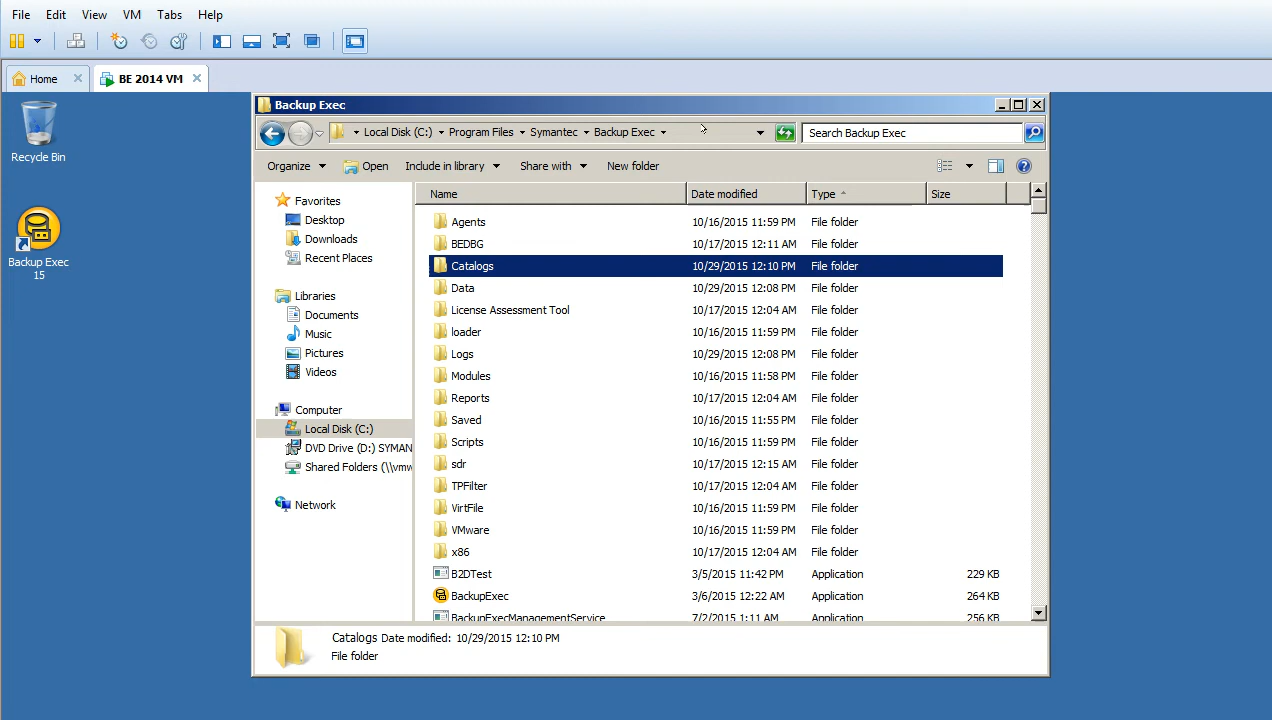 File Edit View VM Tabs Help
Home BE 2014 VM
Recycle Bin
Backup Exec
15
Backup Exec
Local Disk (C:) Program Files Symantec Backup Exec
Search Backup Exec
Organize Open Include in library Share with New folder
Name Date modified Type Size
Favorites
Desktop
Downloads
Recent Places
Libraries
Documents
Music
Pictures
Videos
Computer
Local Disk (C:)
DVD Drive (D:) SYMAN
Shared Folders (\\vmw
Network
Agents 10/16/2015 11:59 PM File folder
BEDBG 10/17/2015 12:11 AM File folder
Catalogs 10/29/2015 12:10 PM File folder
Data 10/29/2015 12:08 PM File folder
License Assessment Tool 10/17/2015 12:04 AM File folder
loader 10/16/2015 11:59 PM File folder
Logs 10/29/2015 12:08 PM File folder
Modules 10/16/2015 11:58 PM File folder
Reports 10/17/2015 12:04 AM File folder
Saved 10/16/2015 11:55 PM File folder
Scripts 10/16/2015 11:59 PM File folder
sdr 10/17/2015 12:15 AM File folder
TPFilter 10/17/2015 12:04 AM File folder
VirtFile 10/16/2015 11:59 PM File folder
VMware 10/16/2015 11:59 PM File folder
x86 10/17/2015 12:04 AM File folder
B2DTest 3/5/2015 11:42 PM Application 229 KB
BackupExec 3/6/2015 12:22 AM Application 264 KB
BackupExecManagementService 7/2/2015 1:11 AM Application 256 KB
Catalogs Date modified: 10/29/2015 12:10 PM
File folder